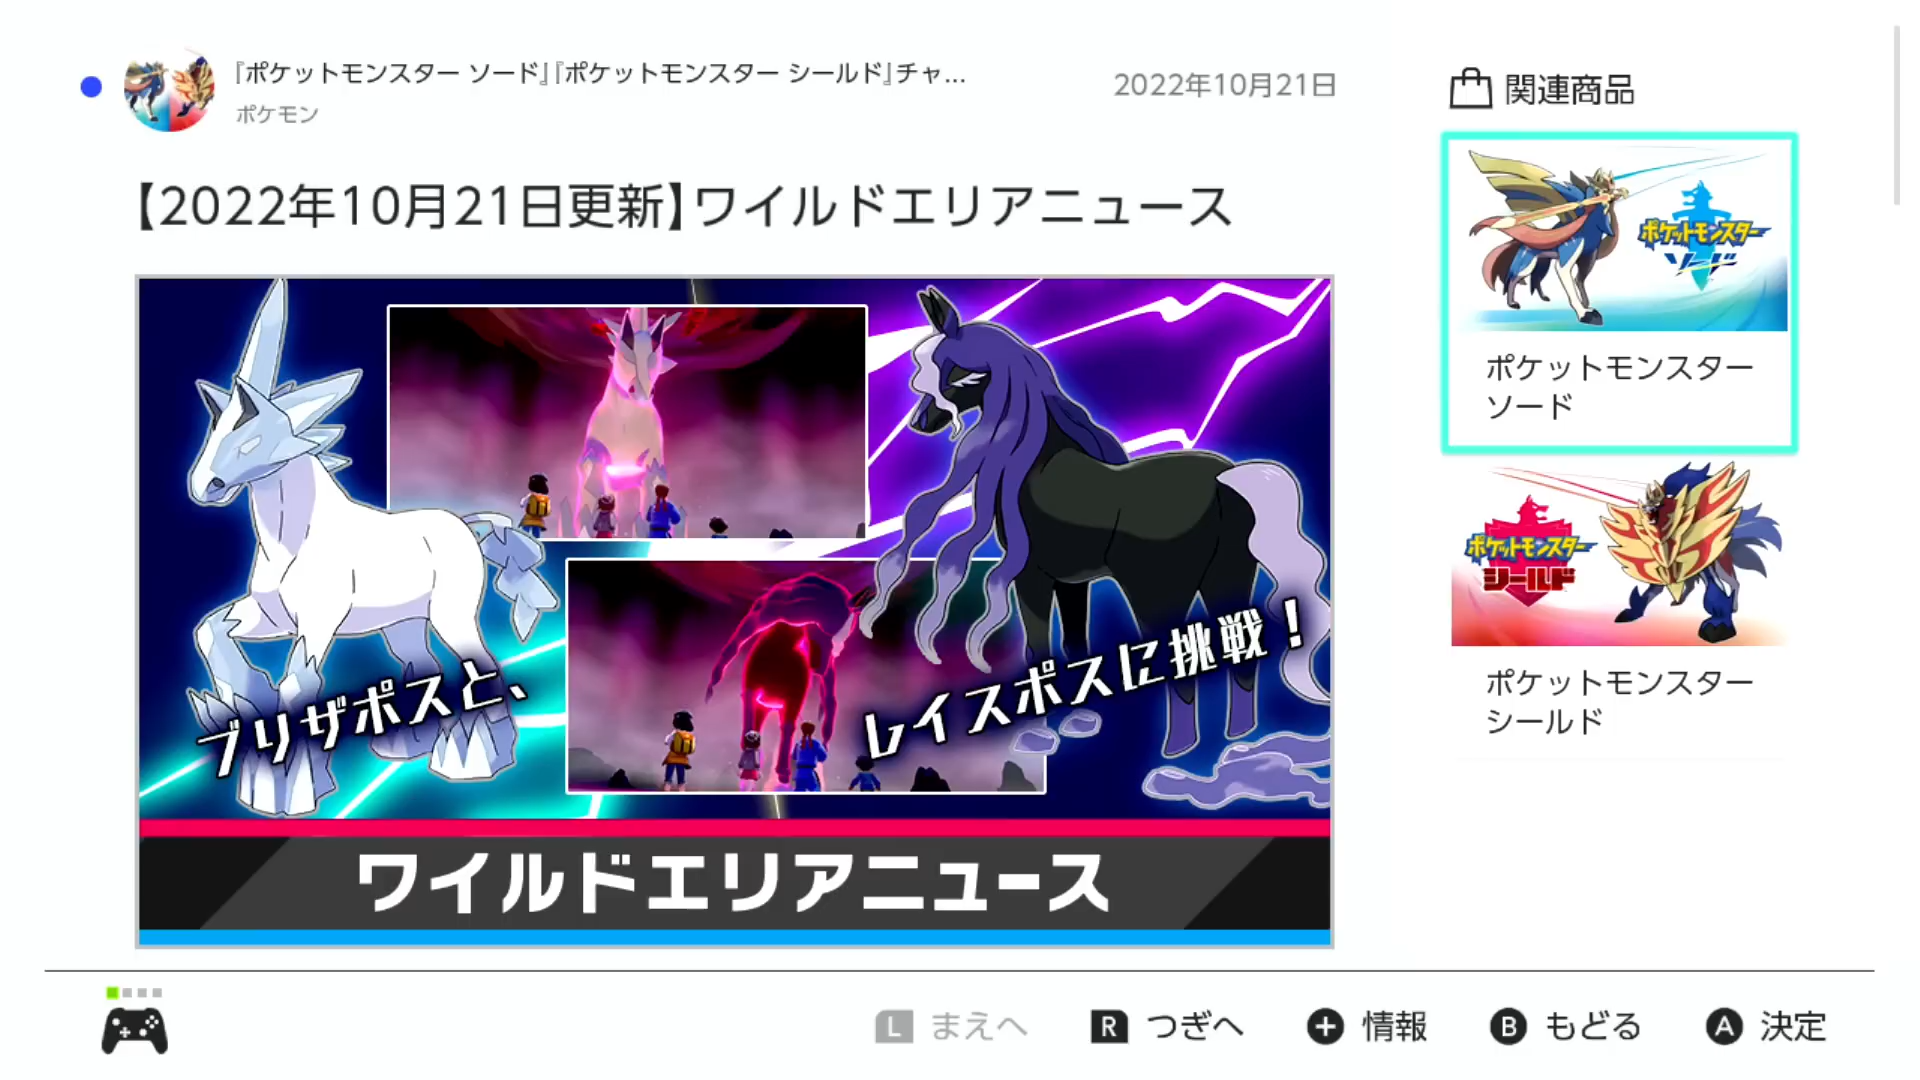 『ポケットモンスター ソード』『ポケットモンスター シールド』チャ...
ポケモン
2022年10月21日
【2022年10月21日更新】ワイルドエリアニュース
ブリザポスと、
レイスポスに挑戦！
ワイルドエリアニュース
関連商品
ポケットモンスター
ソード
ポケットモンスター
ソード
ポケットモンスター
シールド
ポケットモンスター
シールド
L まえへ
R つぎへ
+ 情報
B もどる
A 決定